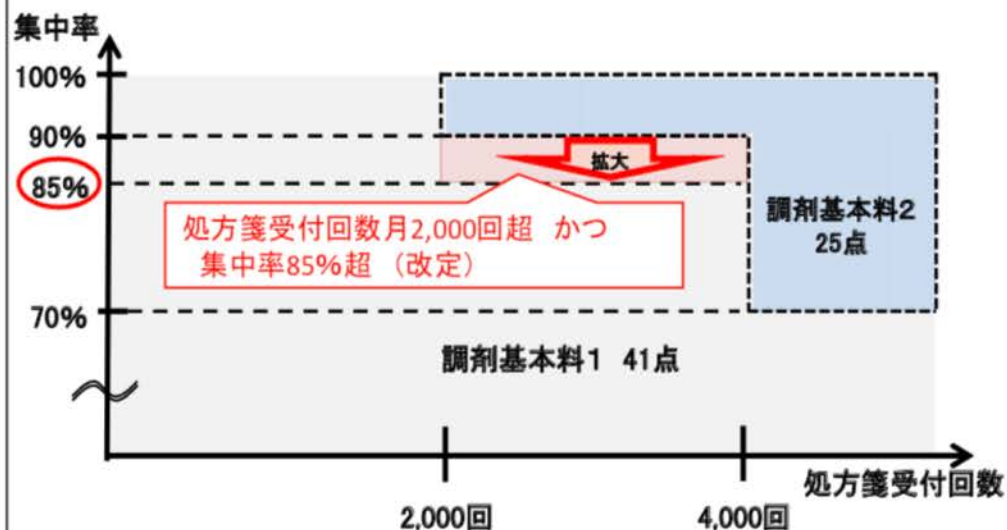 集中率
100%
90%
拡大
85%
処方箋受付回数月2,000回超　かつ
集中率85%超　（改定）
調剤基本料2
25点
70%
調剤基本料1　41点
処方箋受付回数
2,000回
4,000回